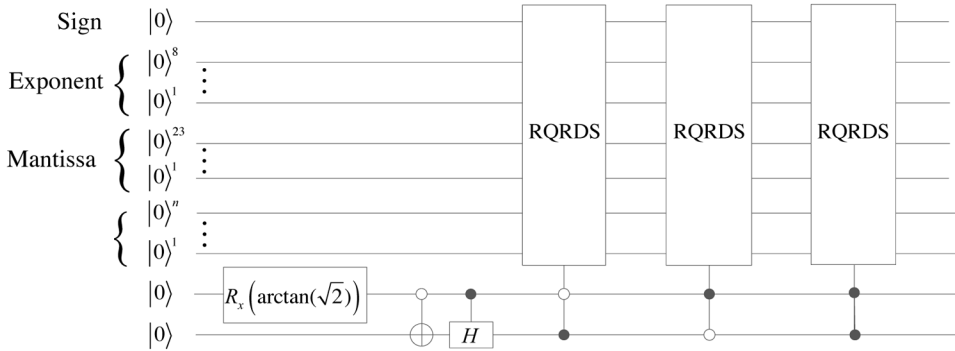 Sign |0⟩
|0⟩⁸
Exponent
|0⟩¹
RQRDS RQRDS RQRDS
|0⟩²³
Mantissa
|0⟩¹
|0⟩ⁿ
|0⟩¹
|0⟩ Rₓ(arctan(√2))
|0⟩ H